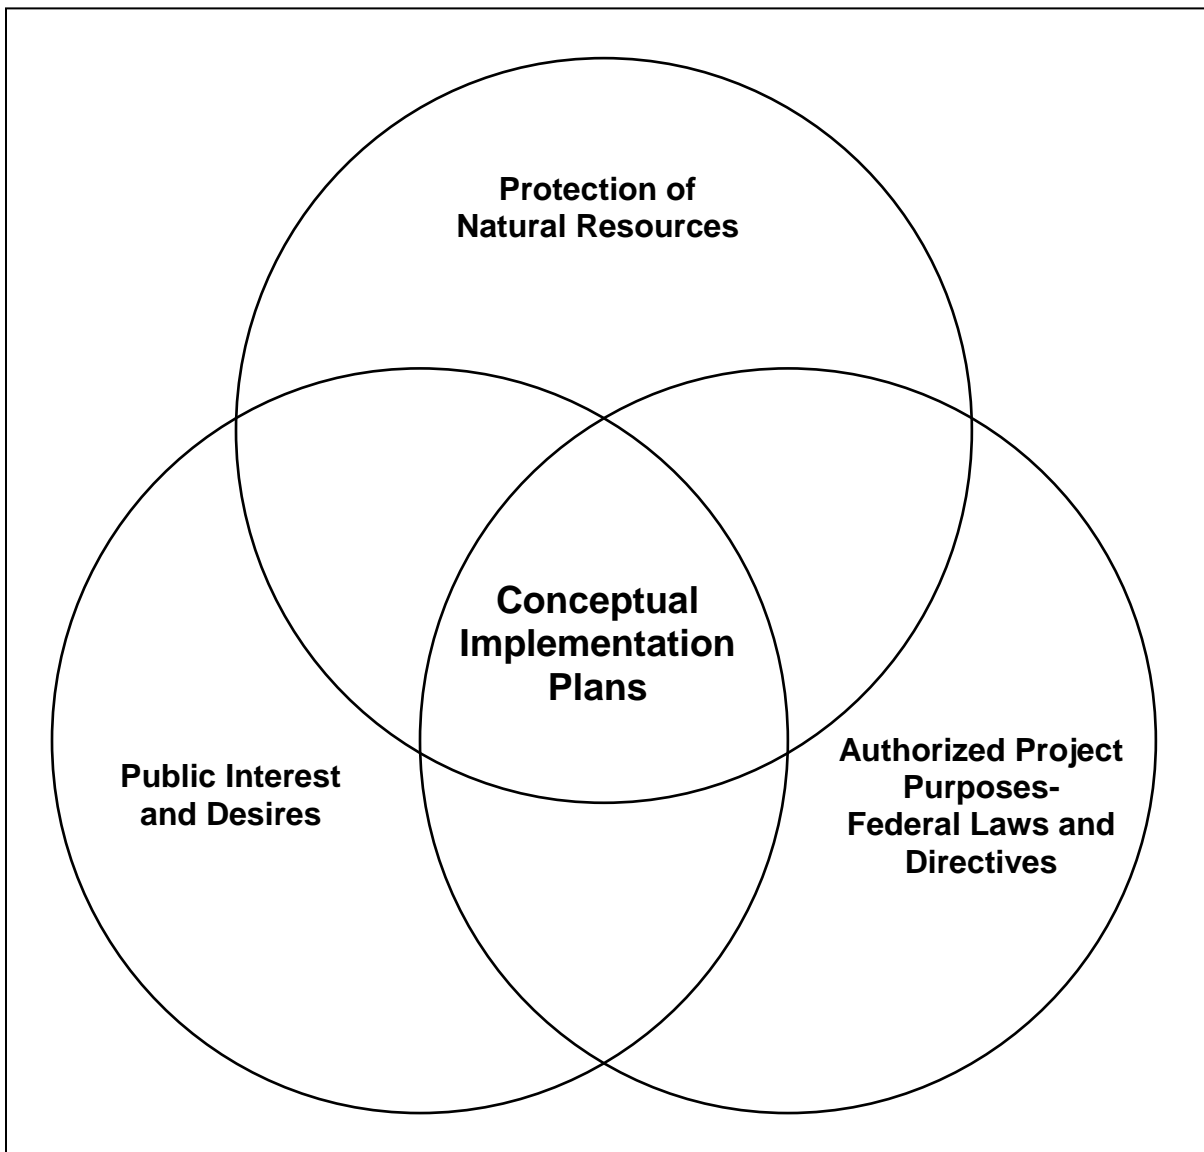 Protection of
Natural Resources
Conceptual
Implementation
Plans
Public Interest
and Desires
Authorized Project
Purposes-
Federal Laws and
Directives